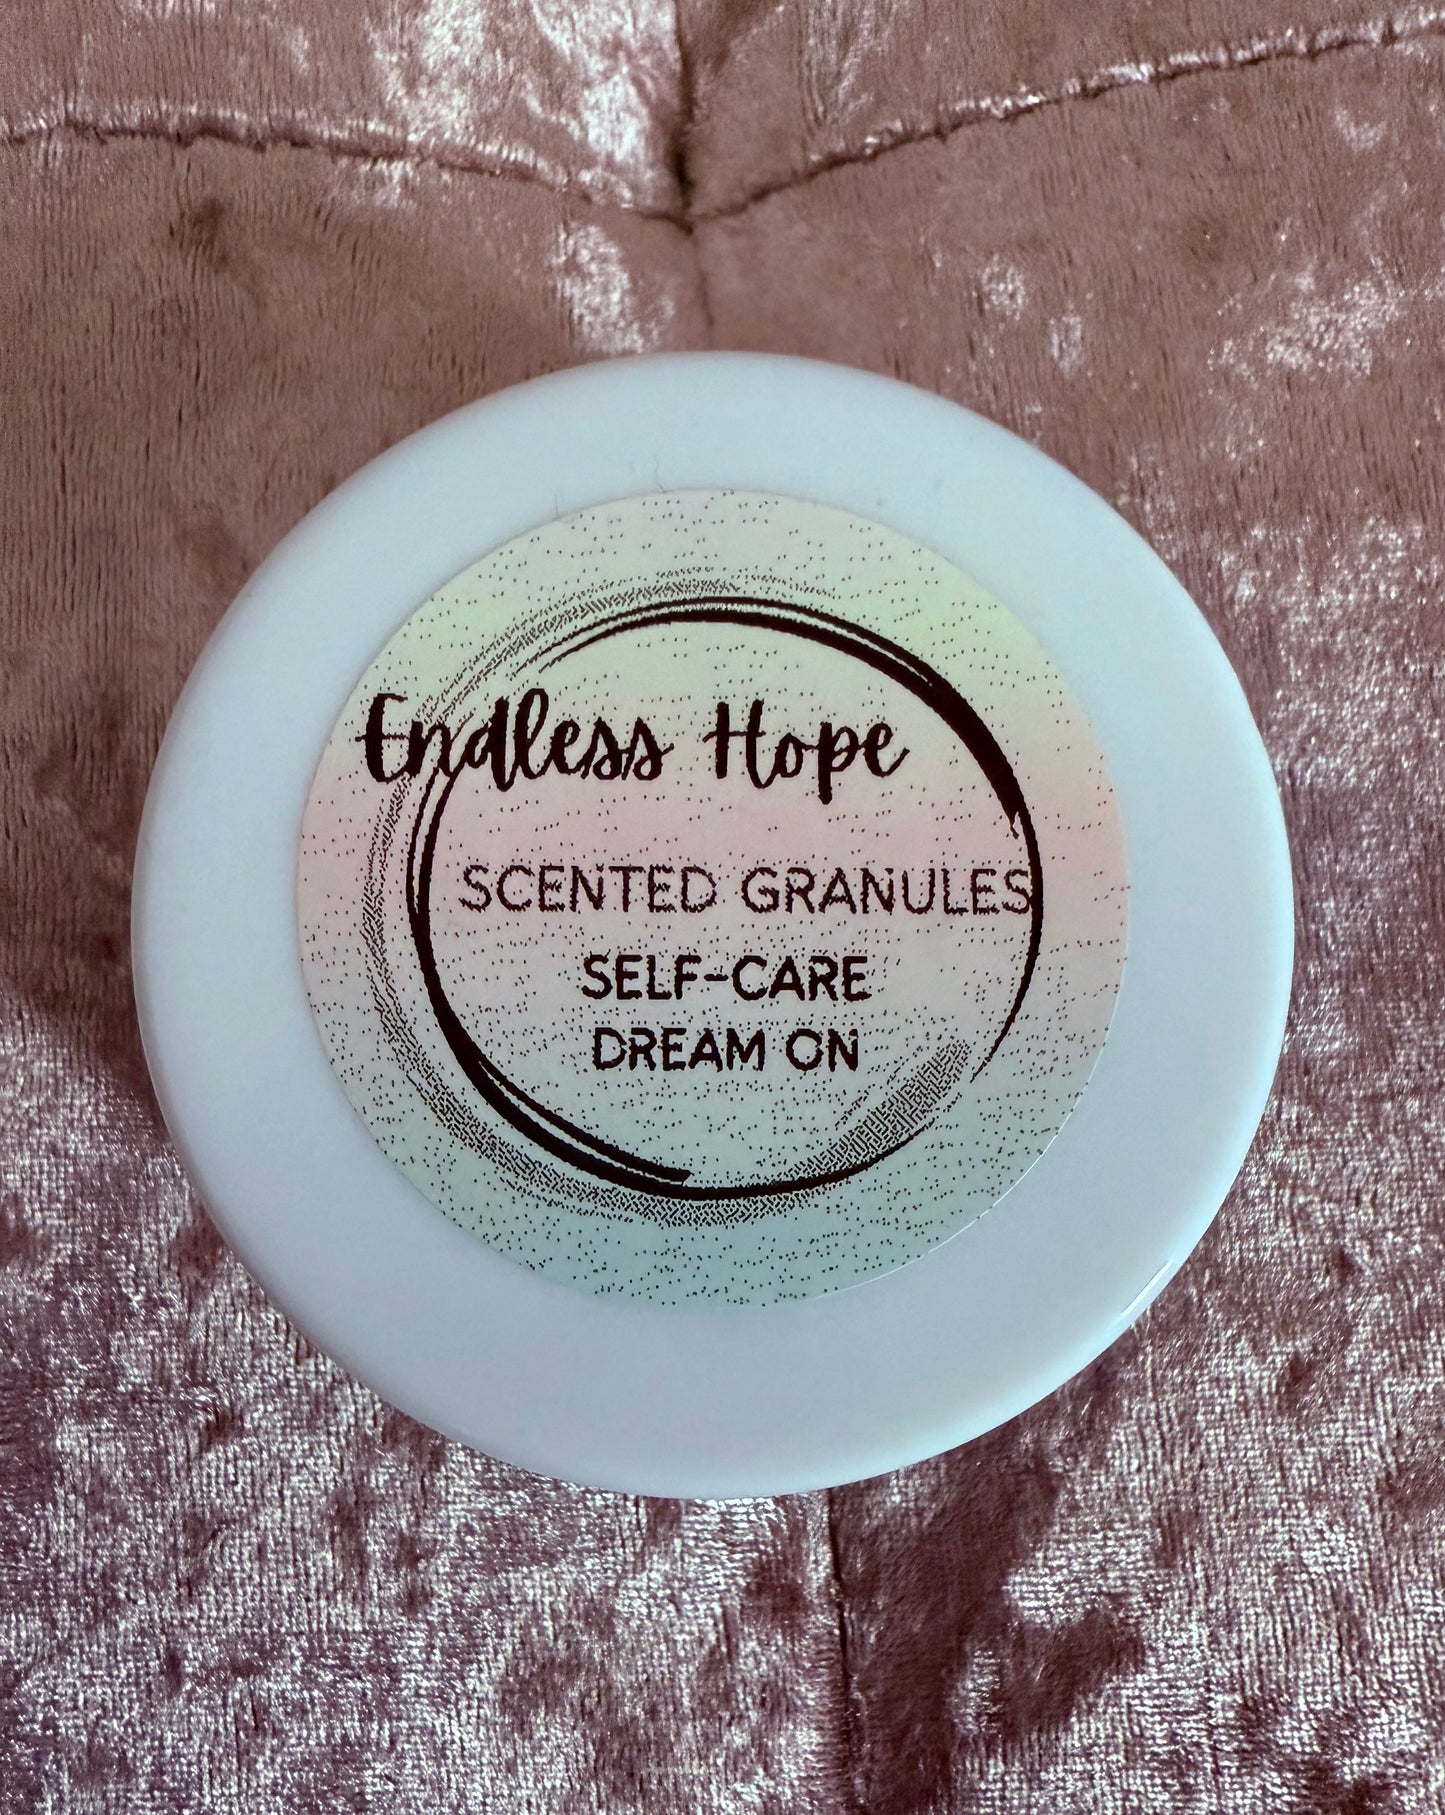 Endless Hope
SCENTED GRANULES
SELF-CARE
DREAM ON